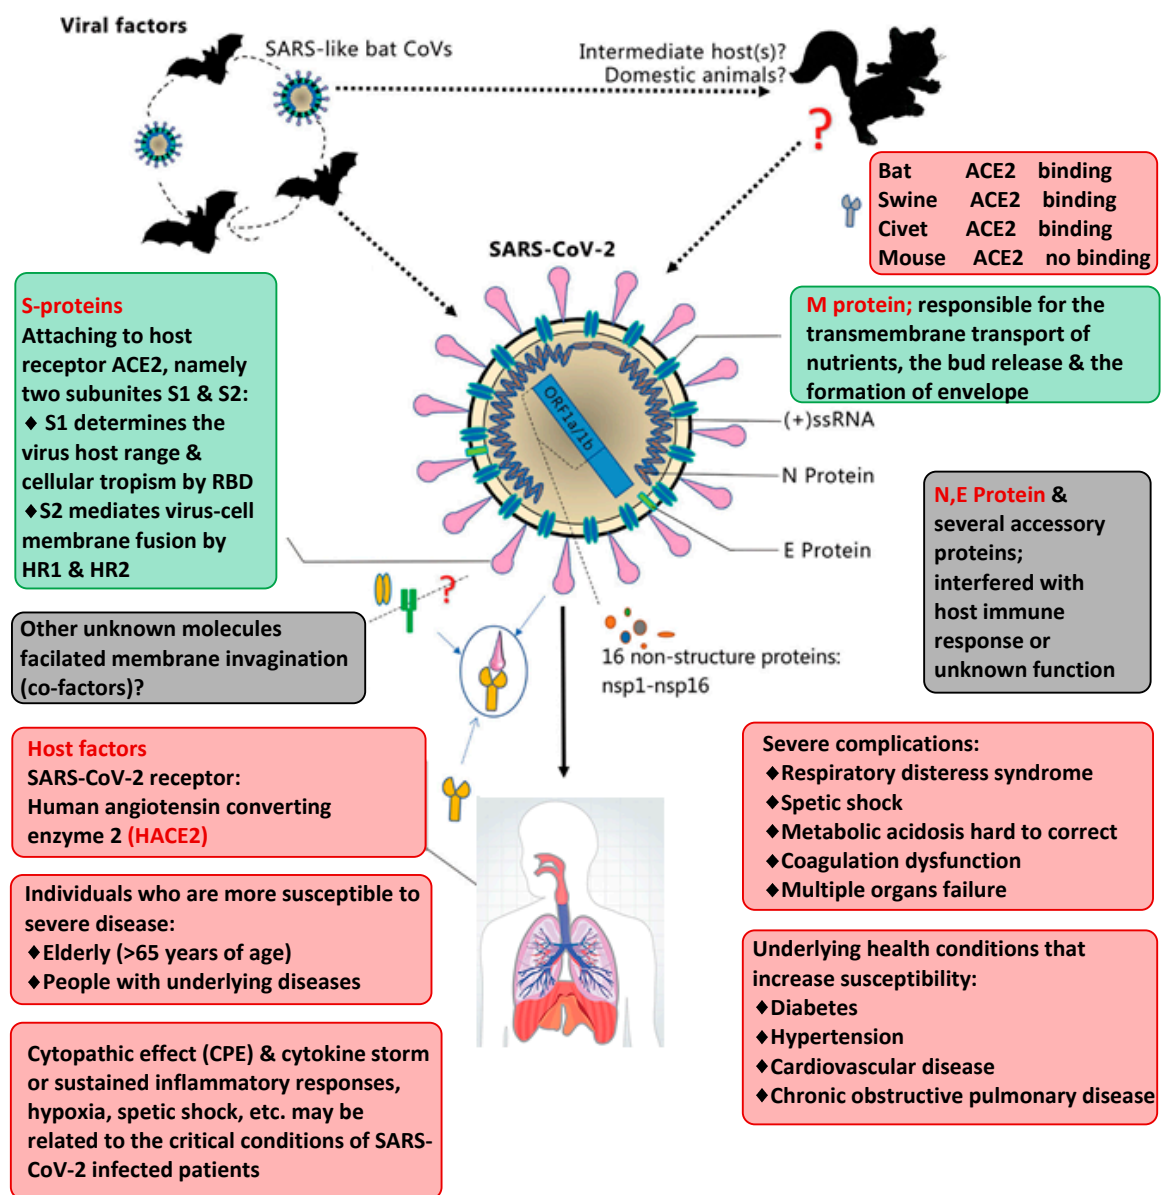 Viral factors
SARS-like bat CoVs
Intermediate host(s)?
Domestic animals?
?
Bat ACE2 binding
Swine ACE2 binding
Civet ACE2 binding
Mouse ACE2 no binding
SARS-CoV-2
S-proteins
Attaching to host
receptor ACE2, namely
two subunites S1 & S2:
♦ S1 determines the
virus host range &
cellular tropism by RBD
♦S2 mediates virus-cell
membrane fusion by
HR1 & HR2
M protein; responsible for the
transmembrane transport of
nutrients, the bud release & the
formation of envelope
ORF1a/1b
(+)ssRNA
N Protein
E Protein
N,E Protein &
several accessory
proteins;
interfered with
host immune
response or
unknown function
?
Other unknown molecules
facilated membrane invagination
(co-factors)?
16 non-structure proteins:
nsp1-nsp16
Host factors
SARS-CoV-2 receptor:
Human angiotensin converting
enzyme 2 (HACE2)
Individuals who are more susceptible to
severe disease:
♦Elderly (>65 years of age)
♦People with underlying diseases
Cytopathic effect (CPE) & cytokine storm
or sustained inflammatory responses,
hypoxia, spetic shock, etc. may be
related to the critical conditions of SARS-
CoV-2 infected patients
Severe complications:
♦Respiratory disteress syndrome
♦Spetic shock
♦Metabolic acidosis hard to correct
♦Coagulation dysfunction
♦Multiple organs failure
Underlying health conditions that
increase susceptibility:
♦Diabetes
♦Hypertension
♦Cardiovascular disease
♦Chronic obstructive pulmonary disease